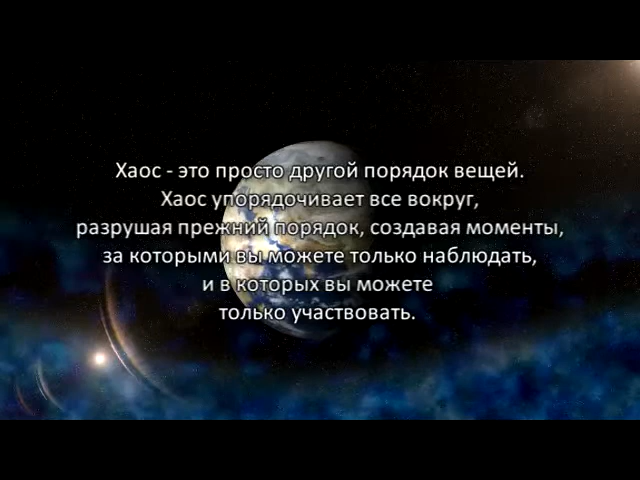 Хаос - это просто другой порядок вещей.
Хаос упорядочивает все вокруг,
разрушая прежний порядок, создавая моменты,
за которыми вы можете только наблюдать,
и в которых вы можете
только участвовать.